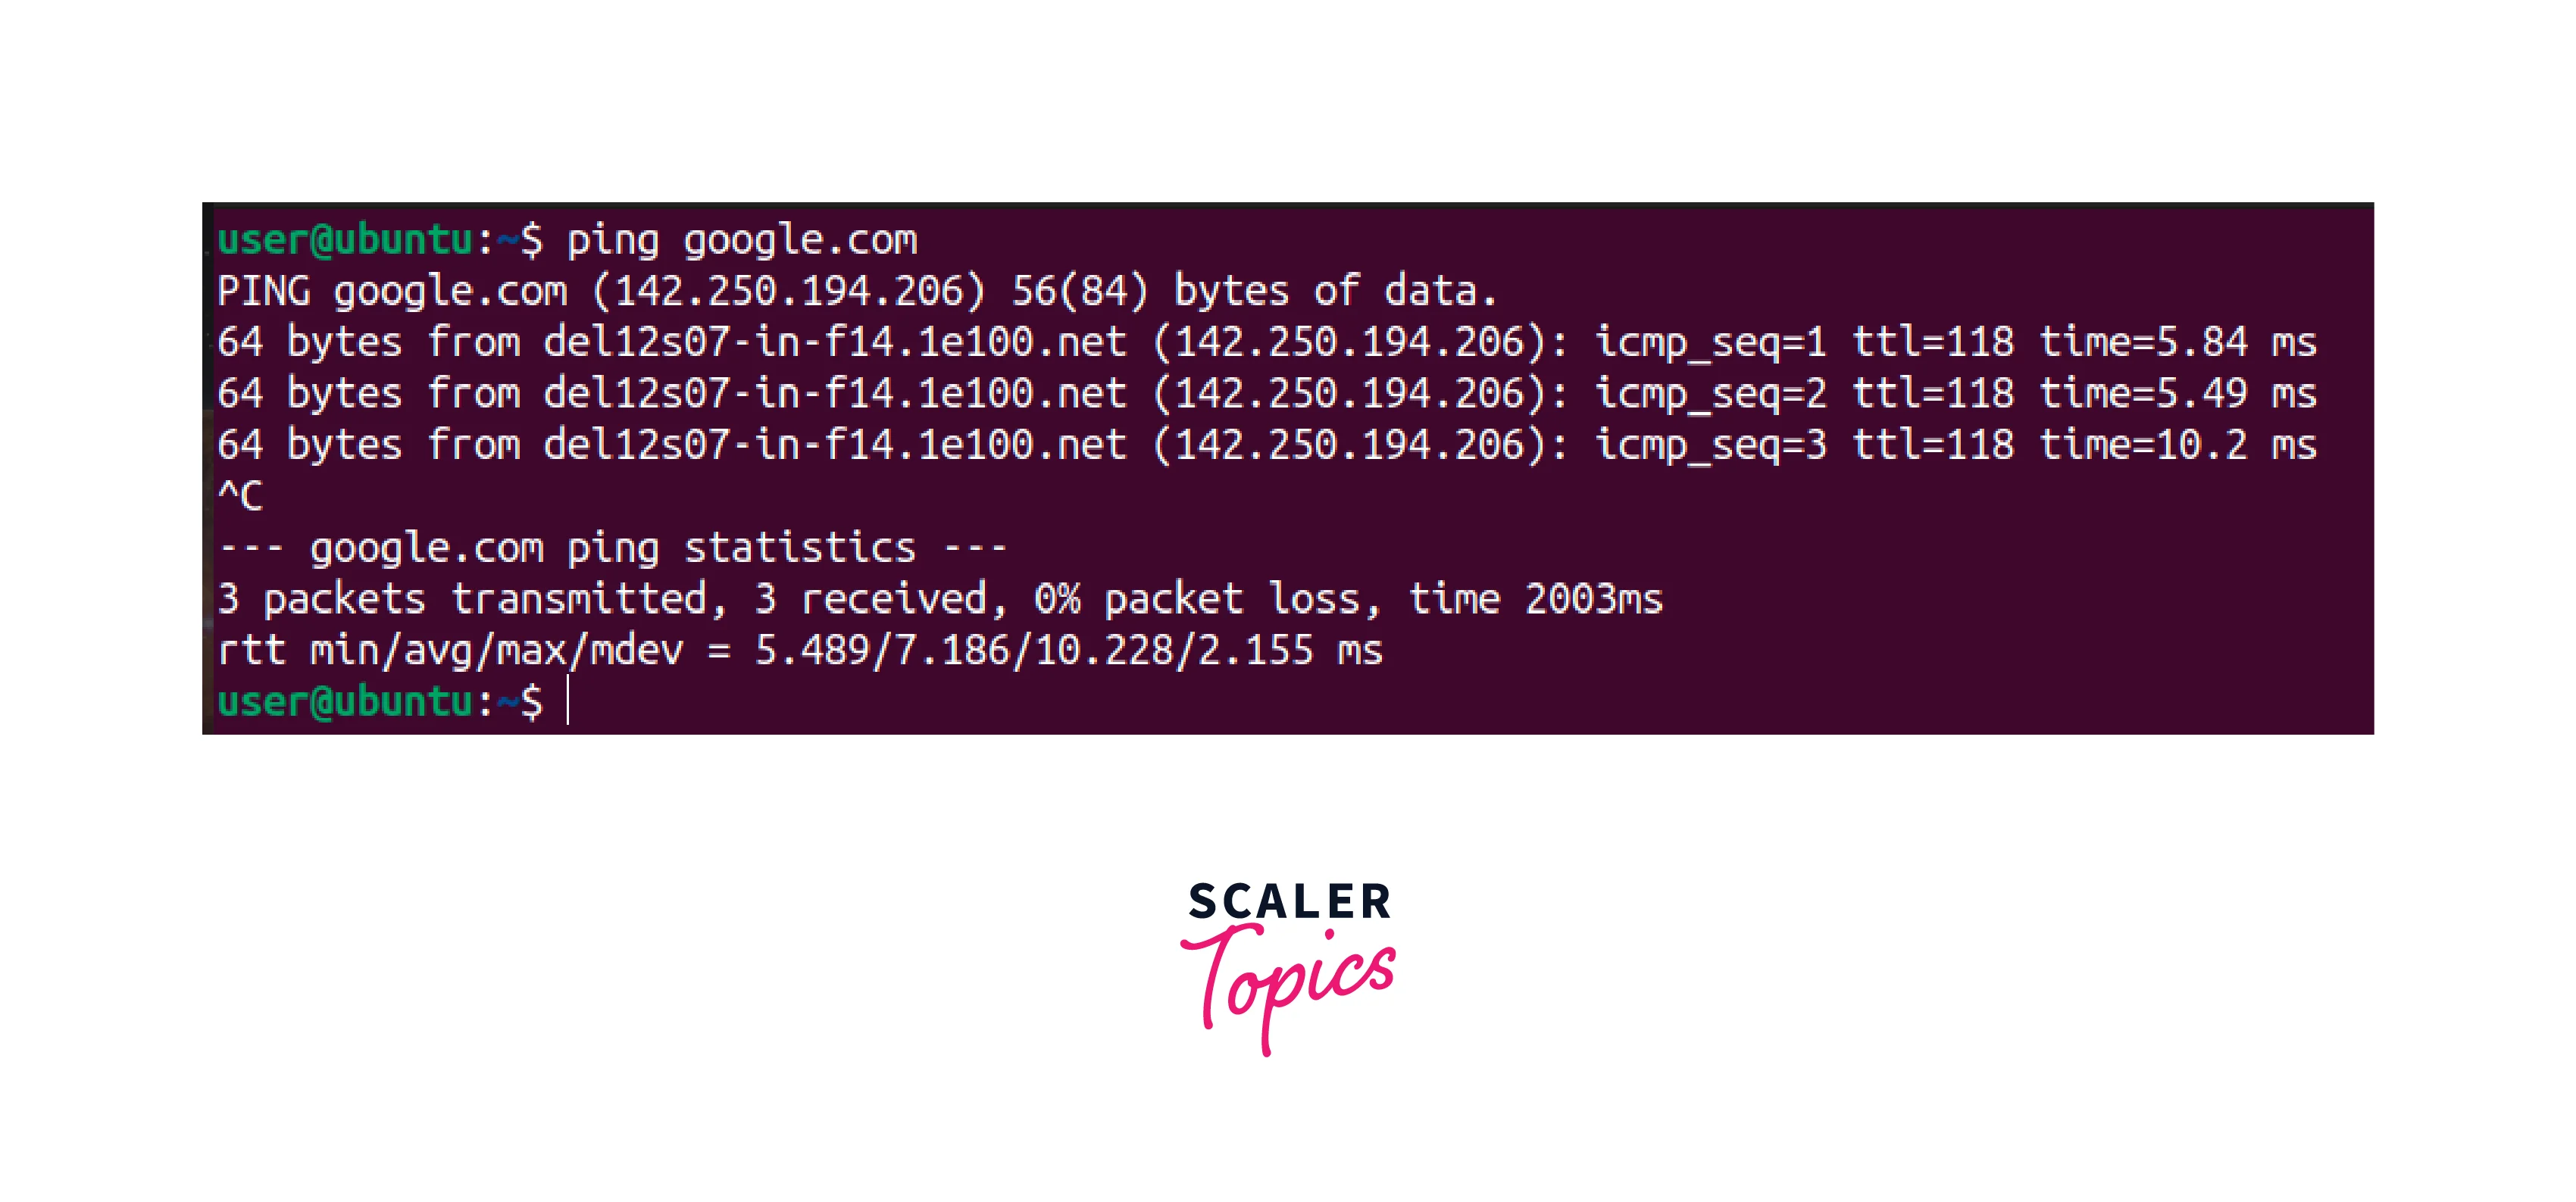 user@ubuntu:~$ ping google.com
PING google.com (142.250.194.206) 56(84) bytes of data.
64 bytes from del12s07-in-f14.1e100.net (142.250.194.206): icmp_seq=1 ttl=118 time=5.84 ms
64 bytes from del12s07-in-f14.1e100.net (142.250.194.206): icmp_seq=2 ttl=118 time=5.49 ms
64 bytes from del12s07-in-f14.1e100.net (142.250.194.206): icmp_seq=3 ttl=118 time=10.2 ms
^C
--- google.com ping statistics ---
3 packets transmitted, 3 received, 0% packet loss, time 2003ms
rtt min/avg/max/mdev = 5.489/7.186/10.228/2.155 ms
user@ubuntu:~$
SCALER
Topics